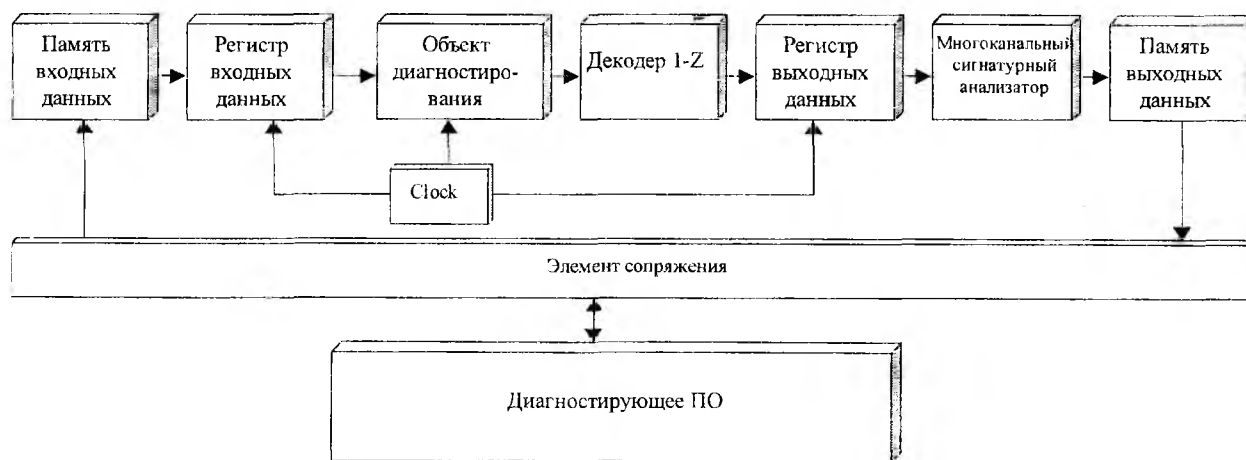 Память
входных
данных
Регистр
входных
данных
Объект
диагностиро-
вания
Декодер 1-Z
Регистр
выходных
данных
Многоканальный
сигнатурный
анализатор
Память
выходных
данных
Clock
Элемент сопряжения
Диагностирующее ПО